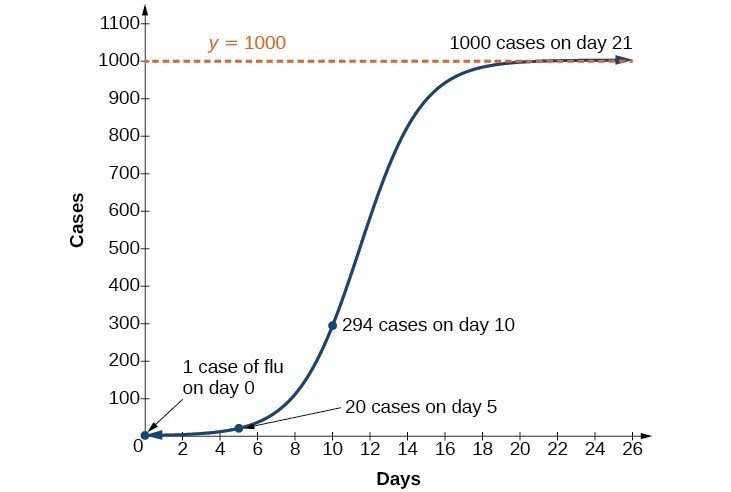 1100
y = 1000
1000 cases on day 21
1000
900
800
700
600
Cases
500
400
300
294 cases on day 10
200
1 case of flu
on day 0
100
20 cases on day 5
0
2 4 6 8 10 12 14 16 18 20 22 24 26
Days